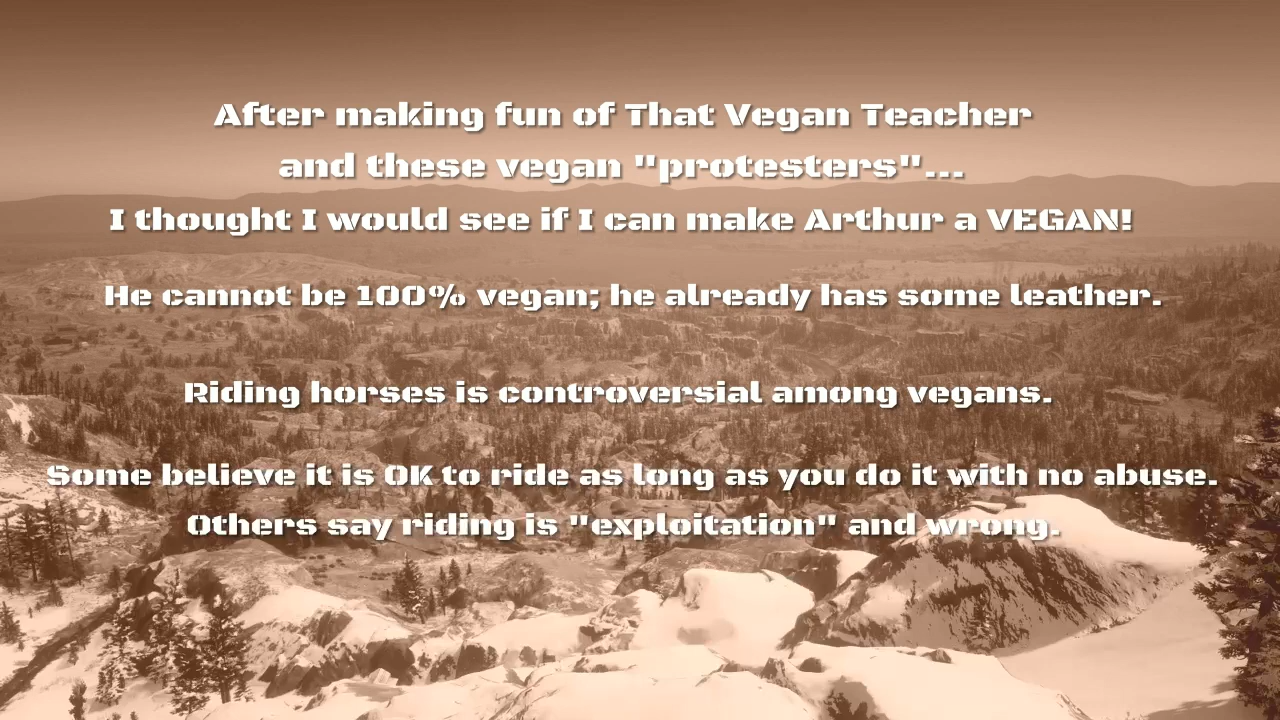 After making fun of That Vegan Teacher
and these vegan "protesters"...
I thought I would see if I can make Arthur a VEGAN!
He cannot be 100% vegan; he already has some leather.
Riding horses is controversial among vegans.
Some believe it is OK to ride as long as you do it with no abuse.
Others say riding is "exploitation" and wrong.